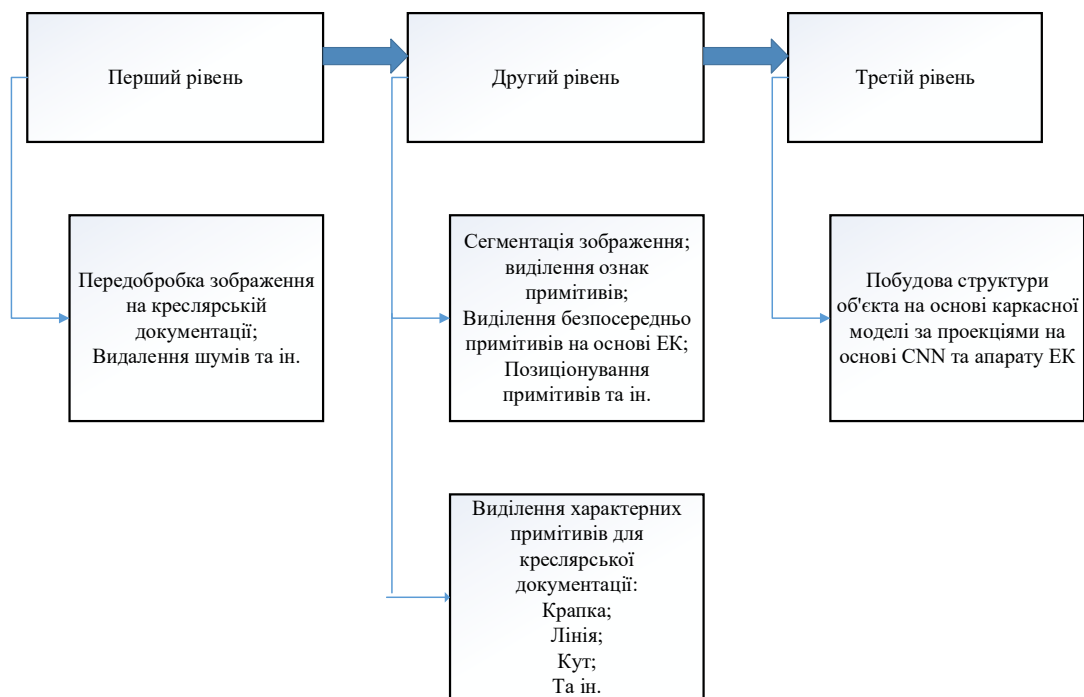 Перший рівень
Другий рівень
Третій рівень
Передобробка зображення
на креслярській
документації;
Видалення шумів та ін.
Сегментація зображення;
виділення ознак
примітивів;
Виділення безпосередньо
примітивів на основі ЕК;
Позиціонування
примітивів та ін.
Побудова структури
об'єкта на основі каркасної
моделі за проекціями на
основі CNN та апарату ЕК
Виділення характерних
примітивів для
креслярської
документації:
Крапка;
Лінія;
Кут;
Та ін.